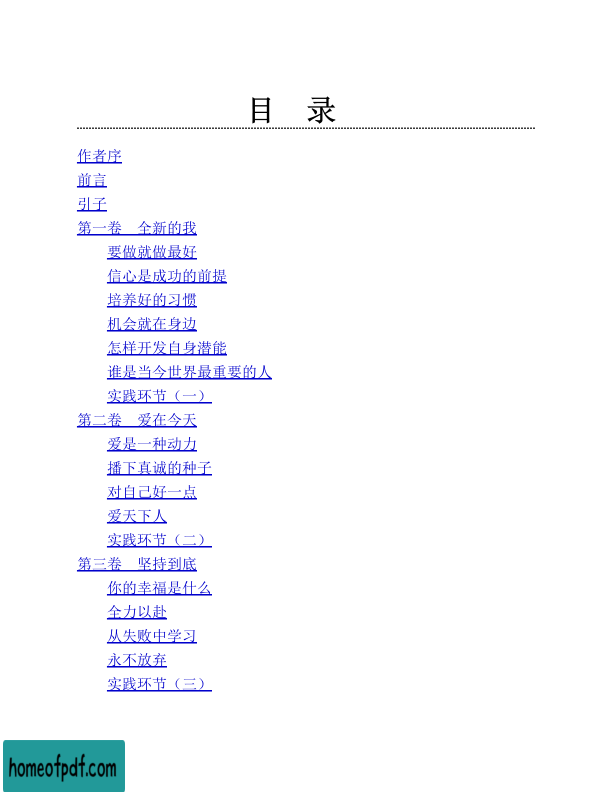 目　录
作者序
前言
引子
第一卷　全新的我
要做就做最好
信心是成功的前提
培养好的习惯
机会就在身边
怎样开发自身潜能
谁是当今世界最重要的人
实践环节（一）
第二卷　爱在今天
爱是一种动力
播下真诚的种子
对自己好一点
爱天下人
实践环节（二）
第三卷　坚持到底
你的幸福是什么
全力以赴
从失败中学习
永不放弃
实践环节（三）
homeofpdf.com